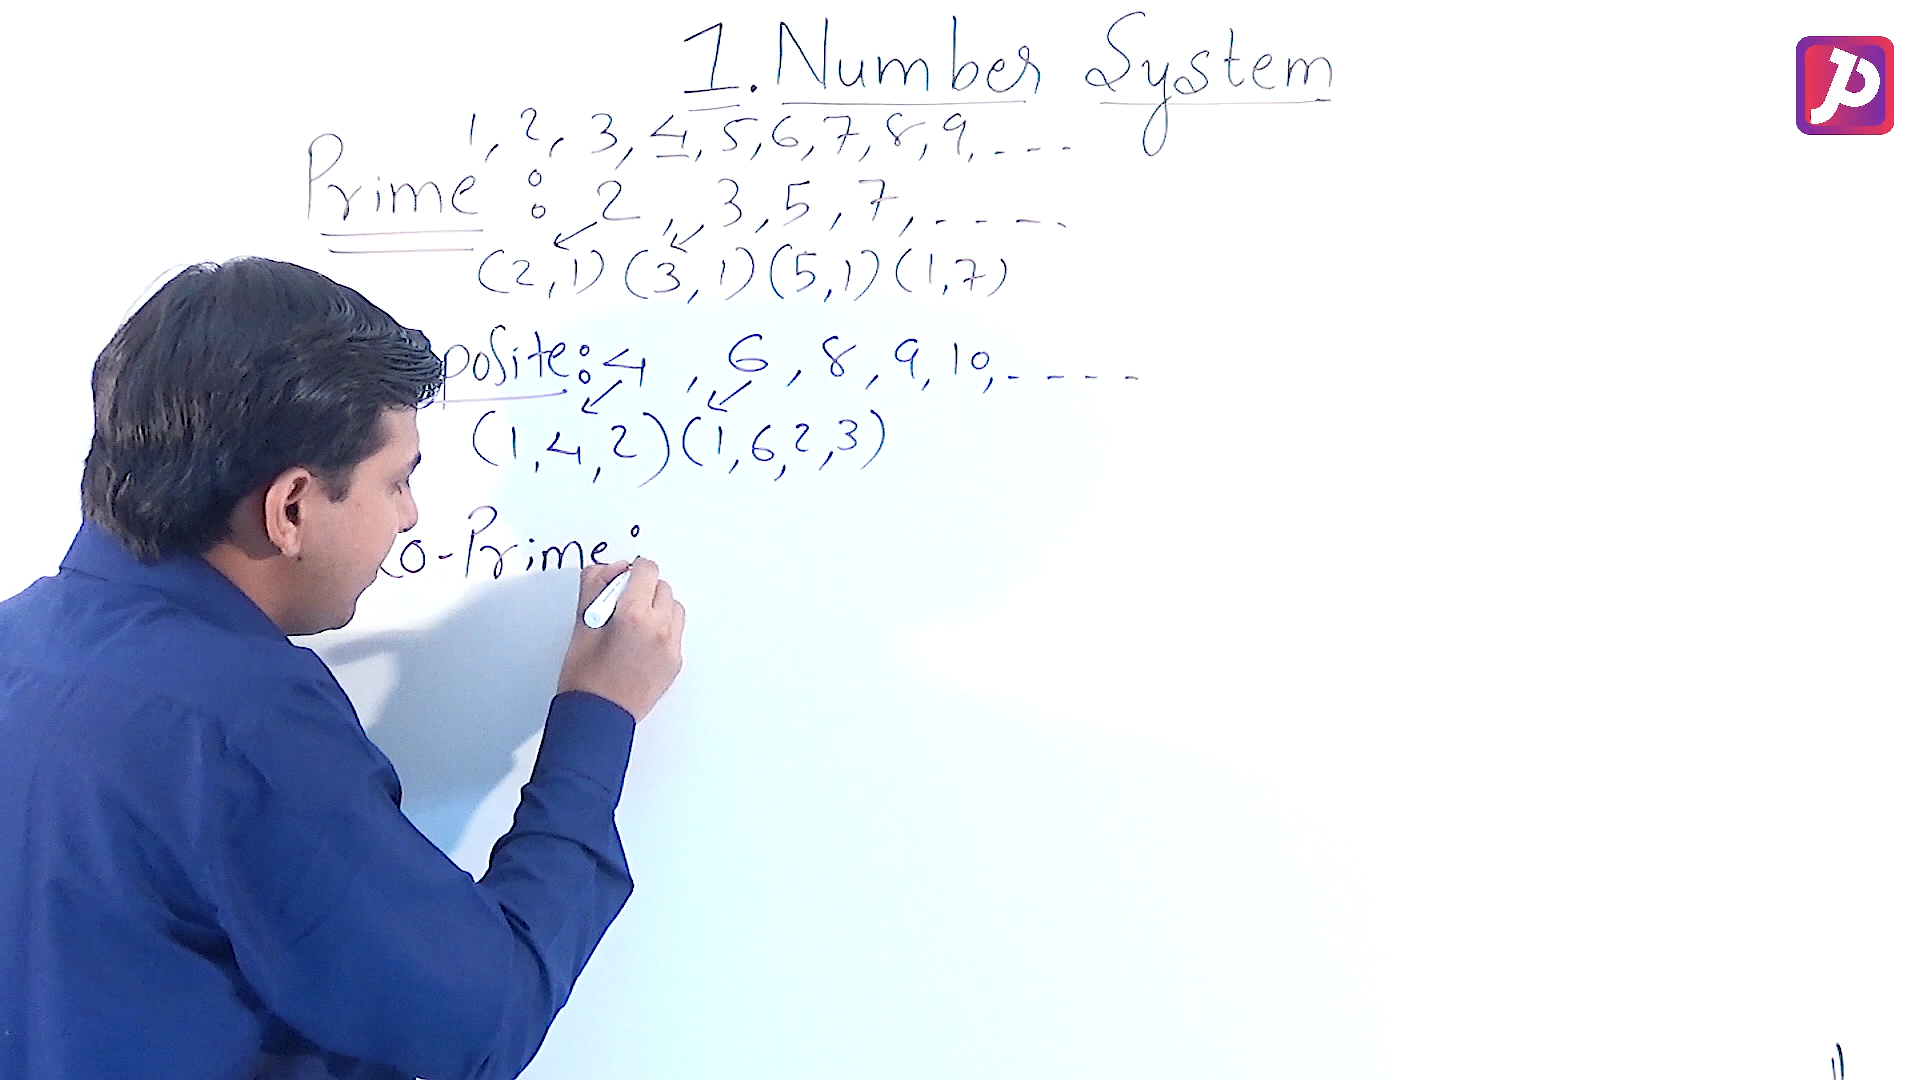 1. Number System
1, 2, 3, 4, 5, 6, 7, 8, 9, - - -
Prime : 2, 3, 5, 7, - - - -
(2, 1) (3, 1) (5, 1) (1, 7)
posite: 4, 6, 8, 9, 10, - - - -
(1, 4, 2) (1, 6, 2, 3)
Co-Prime: